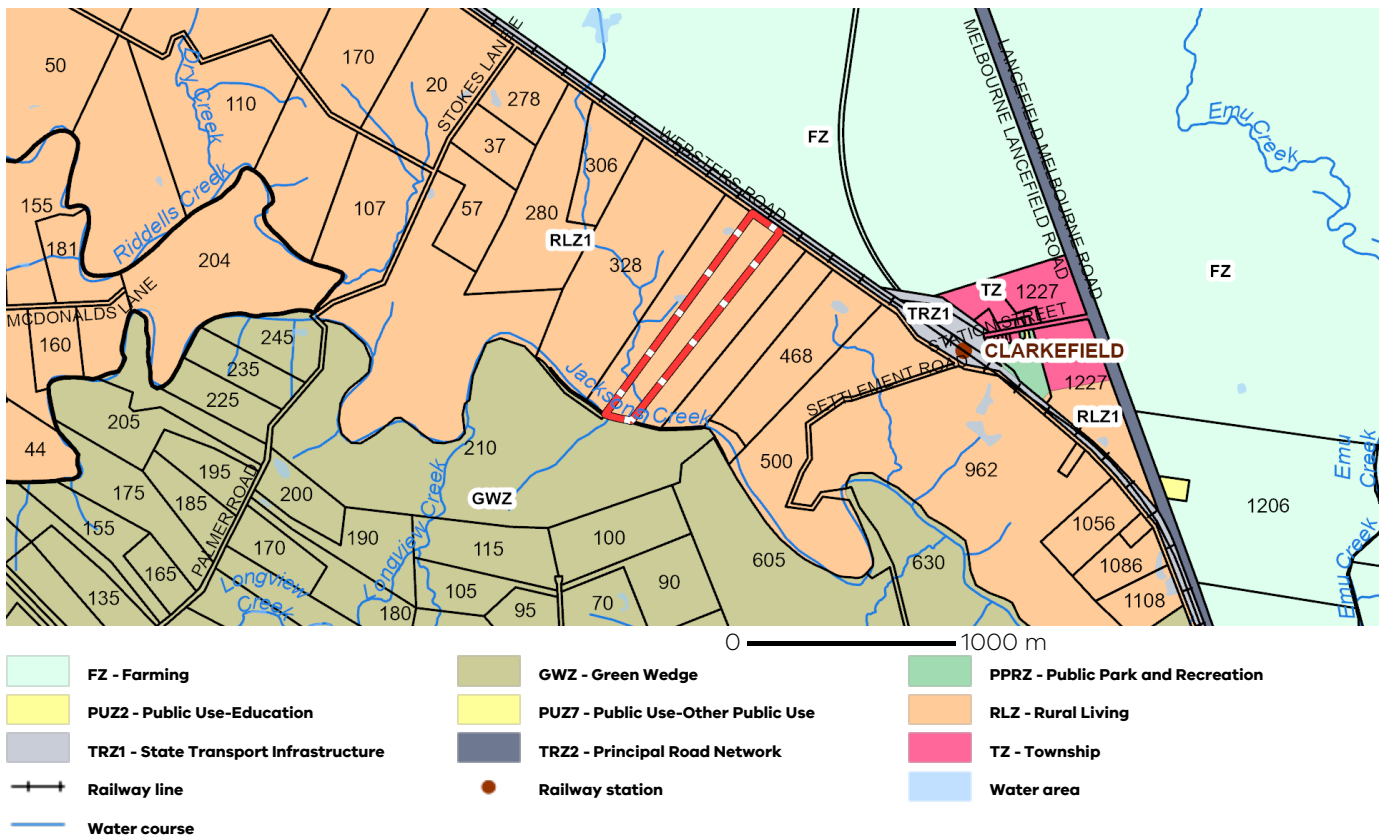 50
170
20
STOKES LANE
278
Dry Creek
110
37
306
WEBSTERS ROAD
FZ
MELBOURNE LANCEFIELD ROAD
LANCEFIELD MELBOURNE ROAD
Emu Creek
155
181
Riddells Creek
204
107
57
280
RLZ1
328
FZ
MCDONALDS LANE
160
245
235
225
205
44
TZ
1227
TRZ1
STATION STREET
CLARKEFIELD
468
SETTLEMENT ROAD
1227
RLZ1
Jacksons Creek
210
500
962
Emu Creek
195
175
185
200
PALMER ROAD
GWZ
Longview Creek
1206
155
165
170
190
115
100
1056
135
Longview Creek
180
105
95
70
90
605
630
1086
1108
Emu Creek
0 1000 m
FZ - Farming
GWZ - Green Wedge
PPRZ - Public Park and Recreation
PUZ2 - Public Use-Education
PUZ7 - Public Use-Other Public Use
RLZ - Rural Living
TRZ1 - State Transport Infrastructure
TRZ2 - Principal Road Network
TZ - Township
Railway line
Railway station
Water area
Water course